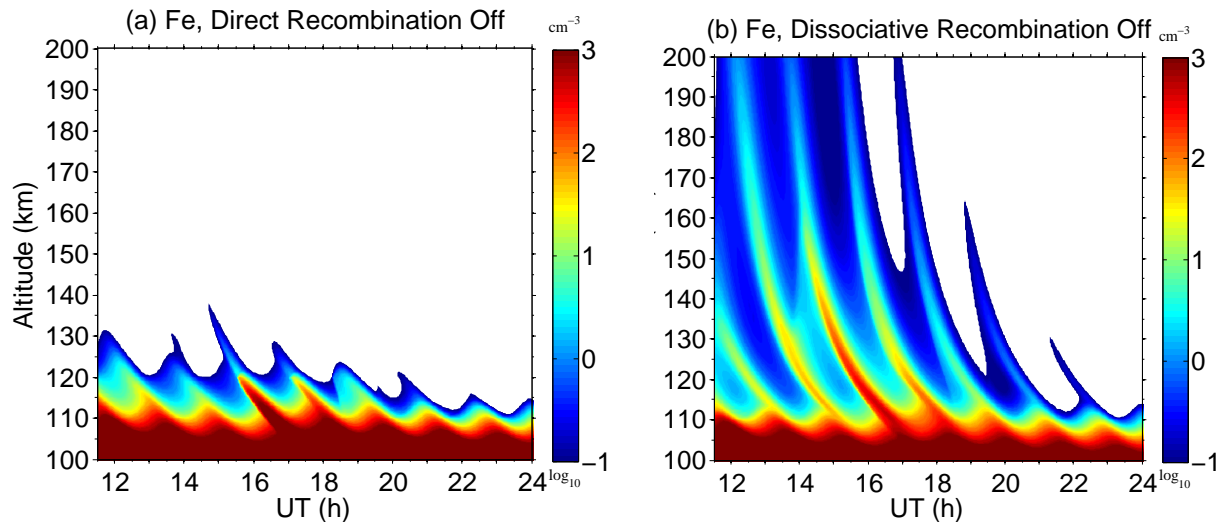 (a) Fe, Direct Recombination Off
cm−3
200
190
180
170
160
150
140
130
120
110
100
Altitude (km)
12 14 16 18 20 22 24
UT (h)
3
2
1
0
−1
log10
(b) Fe, Dissociative Recombination Off
cm−3
200
190
180
170
160
150
140
130
120
110
100
12 14 16 18 20 22 24
UT (h)
3
2
1
0
−1
log10